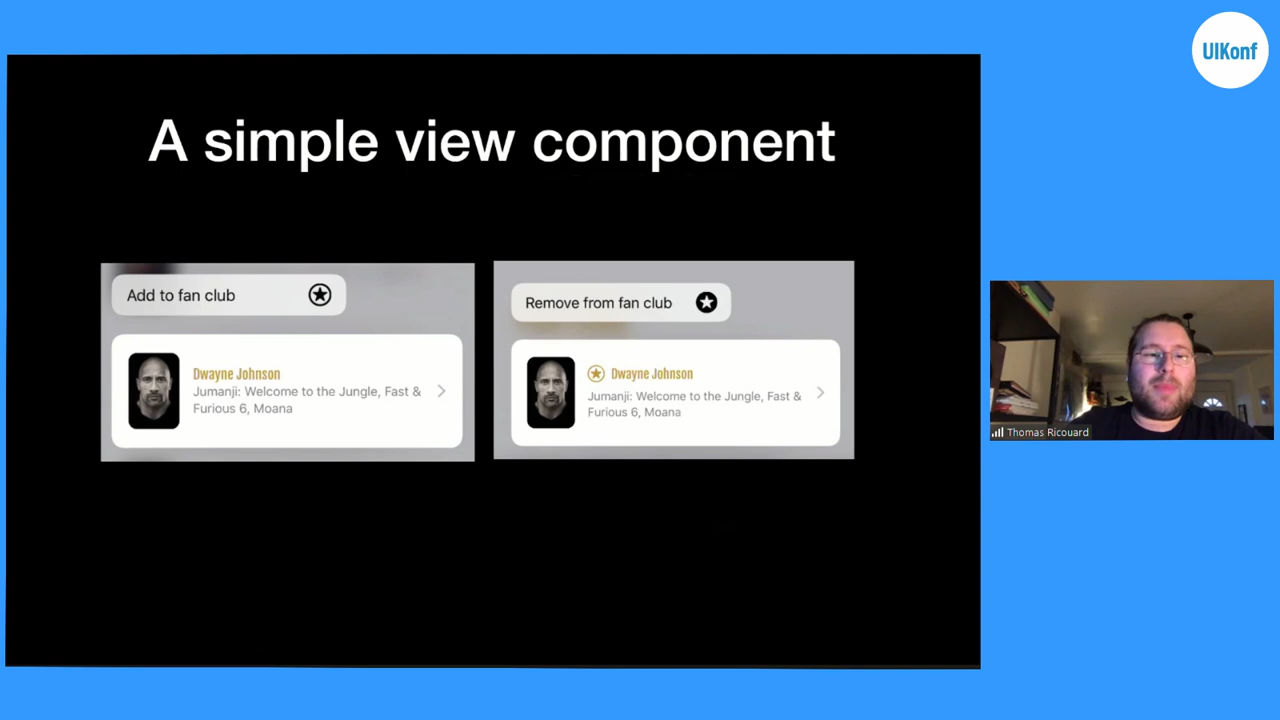 UIKonf
A simple view component
Add to fan club
Dwayne Johnson
Jumanji: Welcome to the Jungle, Fast &
Furious 6, Moana
Remove from fan club
Dwayne Johnson
Jumanji: Welcome to the Jungle, Fast &
Furious 6, Moana
Thomas Ricouard